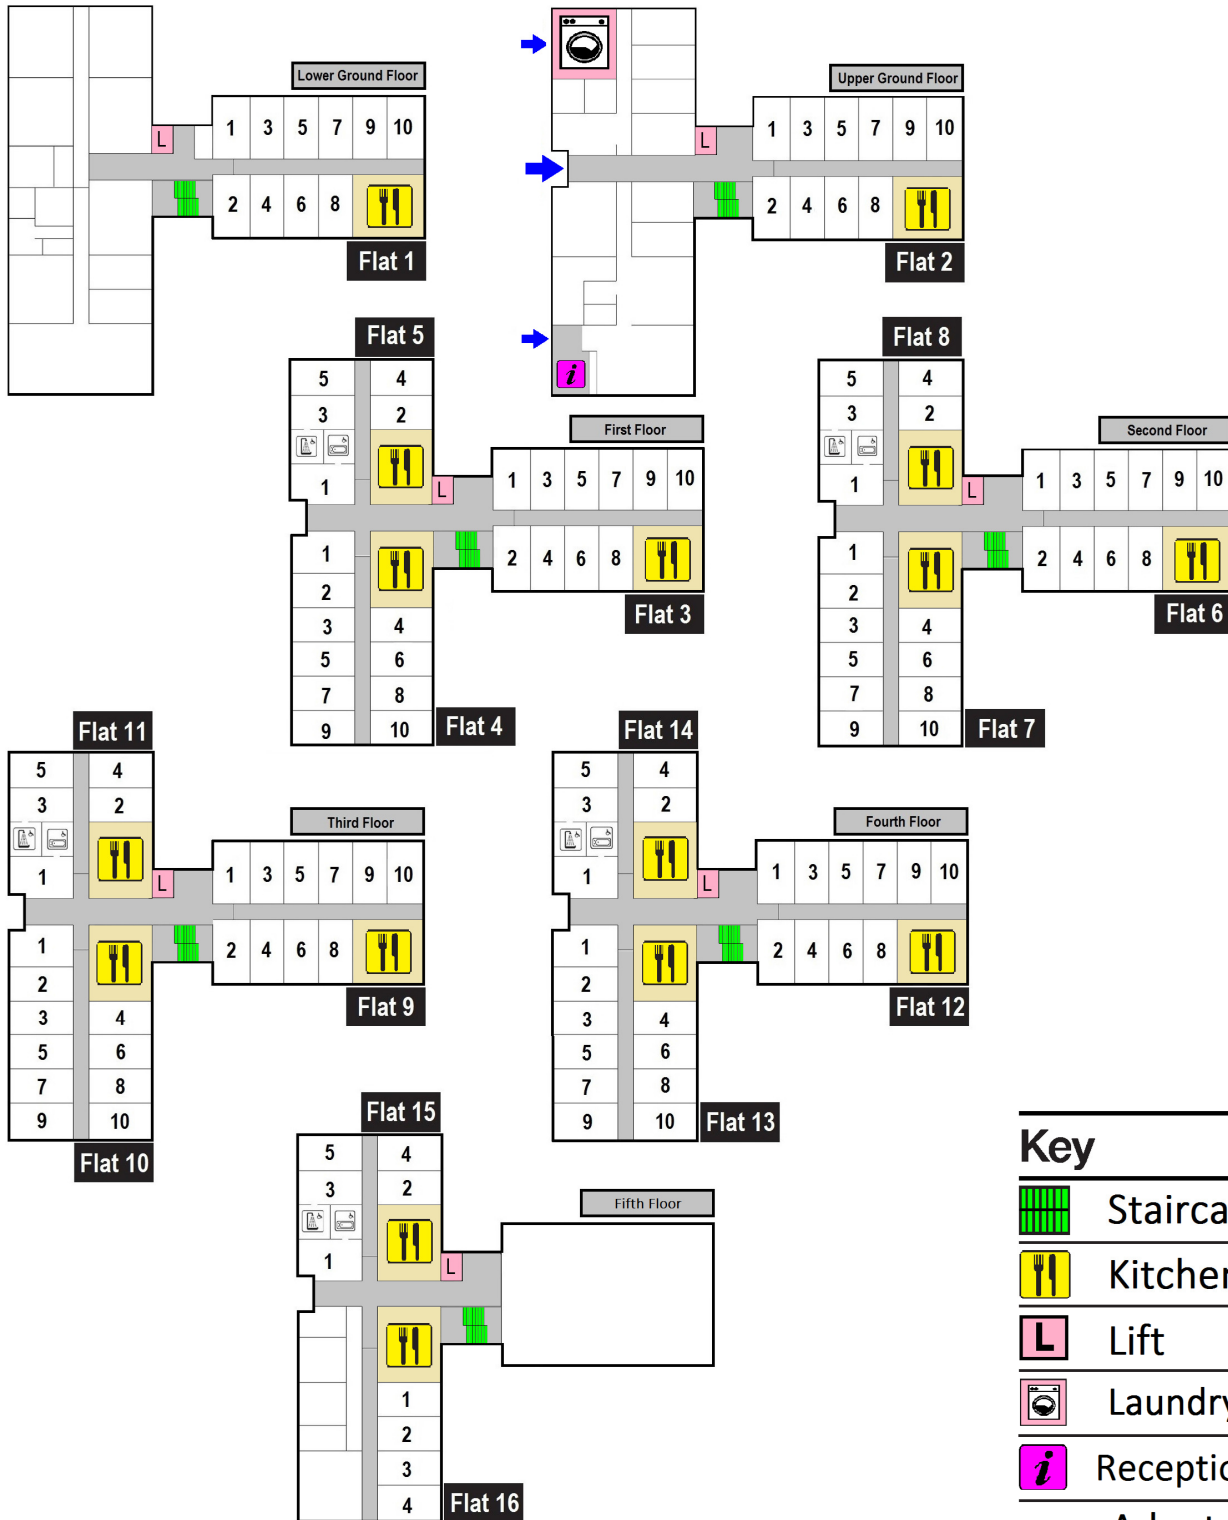 Lower Ground Floor
L
1 3 5 7 9 10
2 4 6 8
Flat 1
Upper Ground Floor
L
1 3 5 7 9 10
2 4 6 8
Flat 2
i
Flat 5
5 4
3 2
1
First Floor
L
1 3 5 7 9 10
2 4 6 8
Flat 3
1
2
3 4
5 6
7 8
9 10
Flat 4
Flat 8
5 4
3 2
1
Second Floor
L
1 3 5 7 9 10
2 4 6 8
Flat 6
1
2
3 4
5 6
7 8
9 10
Flat 7
Flat 11
5 4
3 2
1
Third Floor
L
1 3 5 7 9 10
2 4 6 8
Flat 9
1
2
3 4
5 6
7 8
9 10
Flat 10
Flat 14
5 4
3 2
1
Fourth Floor
L
1 3 5 7 9 10
2 4 6 8
Flat 12
1
2
3 4
5 6
7 8
9 10
Flat 13
Flat 15
5 4
3 2
1
Fifth Floor
L
1
2
3
4
Flat 16
Key
Stairca
Kitcher
L Lift
Laundry
i Receptio